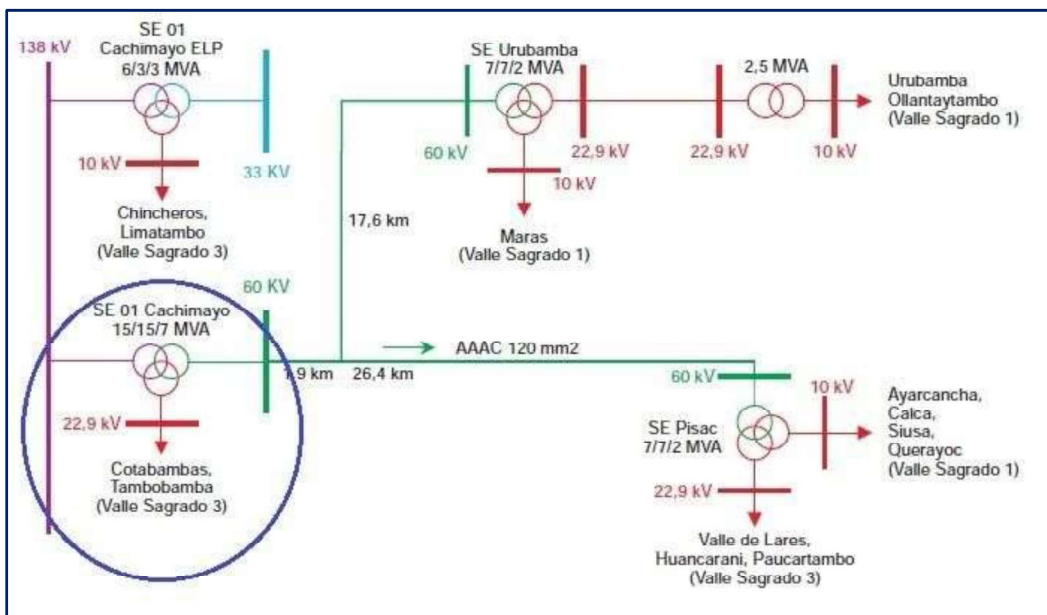 138 kV
SE 01
Cachimayo ELP
6/3/3 MVA
10 kV
33 KV
Chincheros,
Limatambo
(Valle Sagrado 3)
SE Urubamba
7/7/2 MVA
60 kV
22,9 kV
10 kV
Maras
(Valle Sagrado 1)
2,5 MVA
22,9 kV
10 kV
Urubamba
Ollantaytambo
(Valle Sagrado 1)
17,6 km
SE 01 Cachimayo
15/15/7 MVA
60 KV
22,9 kV
Cotabambas,
Tambobamba
(Valle Sagrado 3)
1,9 km
26,4 km
AAAC 120 mm2
60 kV
10 kV
SE Pisac
7/7/2 MVA
22,9 kV
Ayarcancha,
Calca,
Siusa,
Querayoc
(Valle Sagrado 1)
Valle de Lares,
Huancarani, Paucartambo
(Valle Sagrado 3)